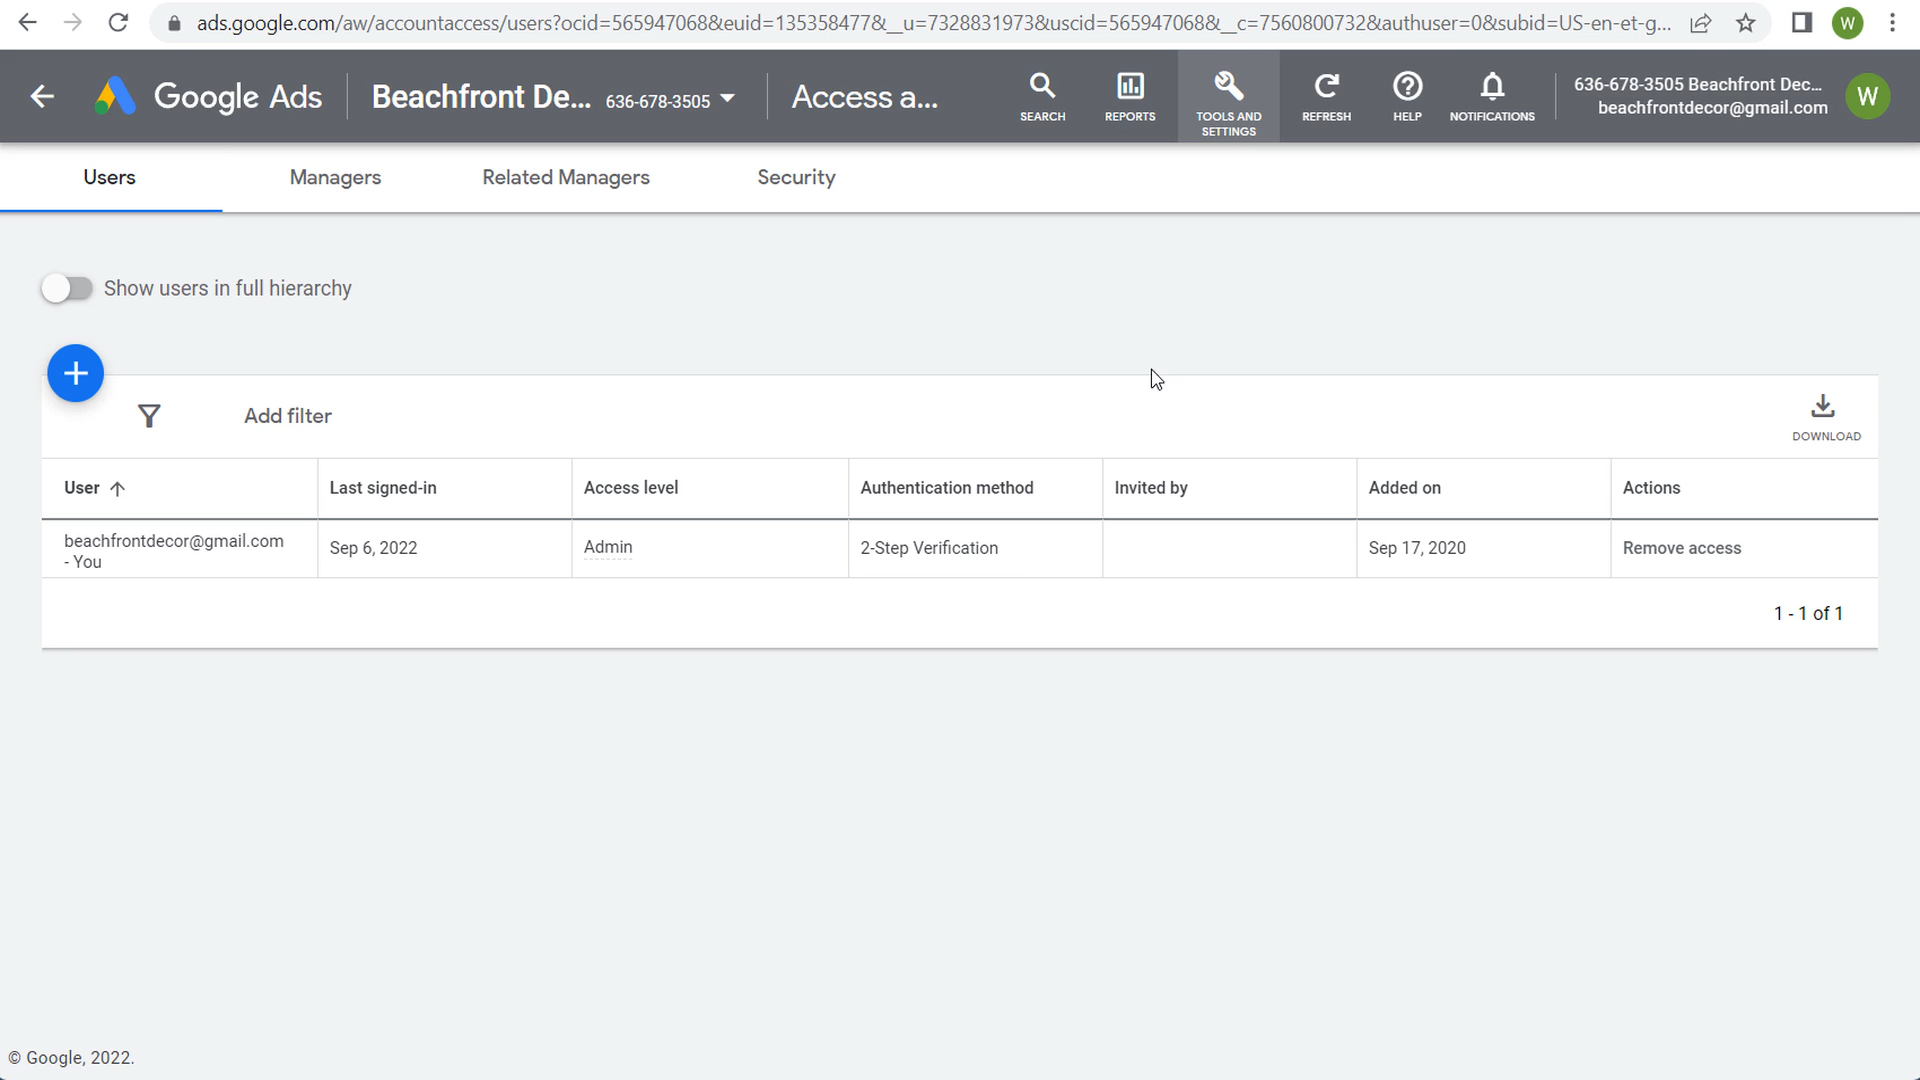 ads.google.com/aw/accountaccess/users?ocid=565947068&euid=135358477&__u=7328831973&uscid=565947068&__c=7560800732&authuser=0&subid=US-en-et-g...
W
Google Ads
Beachfront De... 636-678-3505
Access a...
SEARCH
REPORTS
TOOLS AND
SETTINGS
REFRESH
HELP
NOTIFICATIONS
636-678-3505 Beachfront Dec...
beachfrontdecor@gmail.com
W
Users
Managers
Related Managers
Security
Show users in full hierarchy
Add filter
DOWNLOAD
User
Last signed-in
Access level
Authentication method
Invited by
Added on
Actions
beachfrontdecor@gmail.com
- You
Sep 6, 2022
Admin
2-Step Verification
Sep 17, 2020
Remove access
1 - 1 of 1
© Google, 2022.